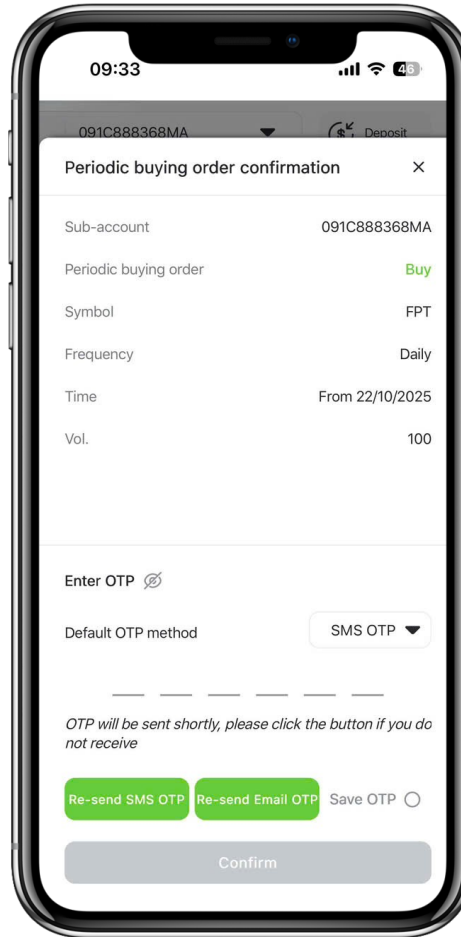 09:33
46
091C888368MA
Deposit
Periodic buying order confirmation
Sub-account 091C888368MA
Periodic buying order Buy
Symbol FPT
Frequency Daily
Time From 22/10/2025
Vol. 100
Enter OTP
Default OTP method SMS OTP
OTP will be sent shortly, please click the button if you do
not receive
Re-send SMS OTP Re-send Email OTP Save OTP
Confirm